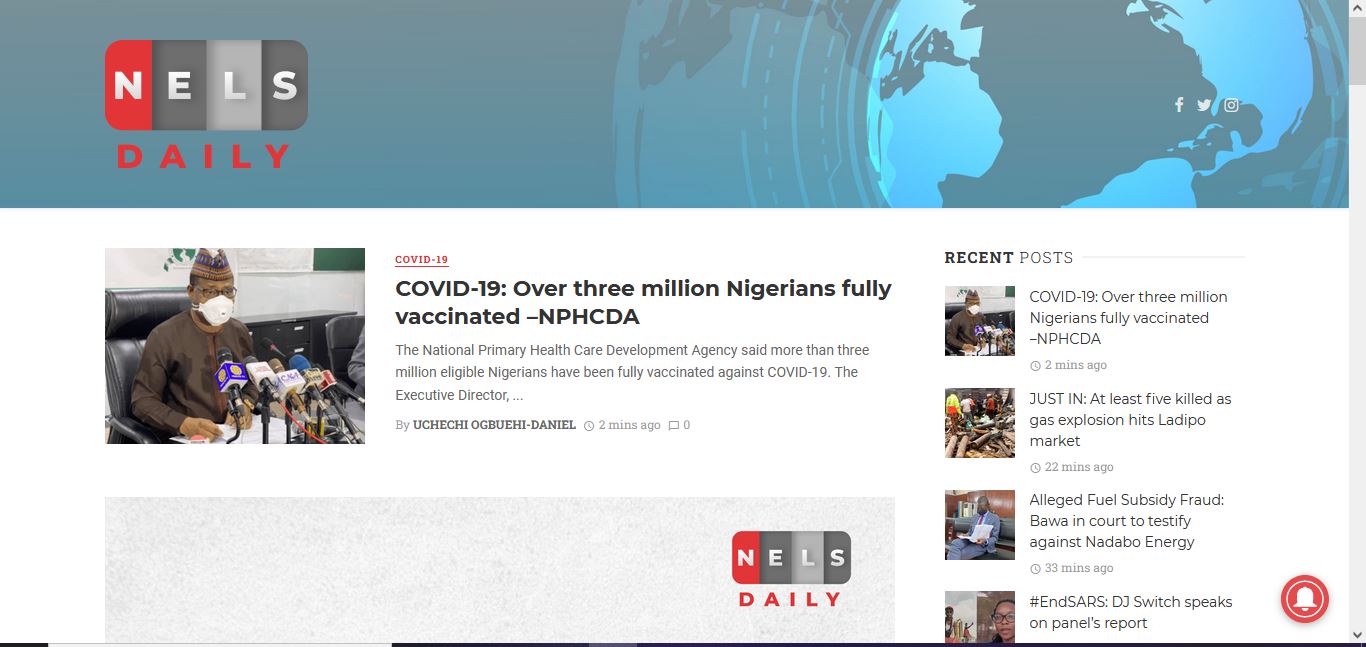 NELS
DAILY
COVID-19
COVID-19: Over three million Nigerians fully
vaccinated –NPHCDA
The National Primary Health Care Development Agency said more than three
million eligible Nigerians have been fully vaccinated against COVID-19. The
Executive Director, ...
By UCHECHI OGBUEHI-DANIEL 2 mins ago 0
NELS
DAILY
RECENT POSTS
COVID-19: Over three million
Nigerians fully vaccinated
–NPHCDA
2 mins ago
JUST IN: At least five killed as
gas explosion hits Ladipo
market
22 mins ago
Alleged Fuel Subsidy Fraud:
Bawa in court to testify
against Nadabo Energy
33 mins ago
#EndSARS: DJ Switch speaks
on panel's report